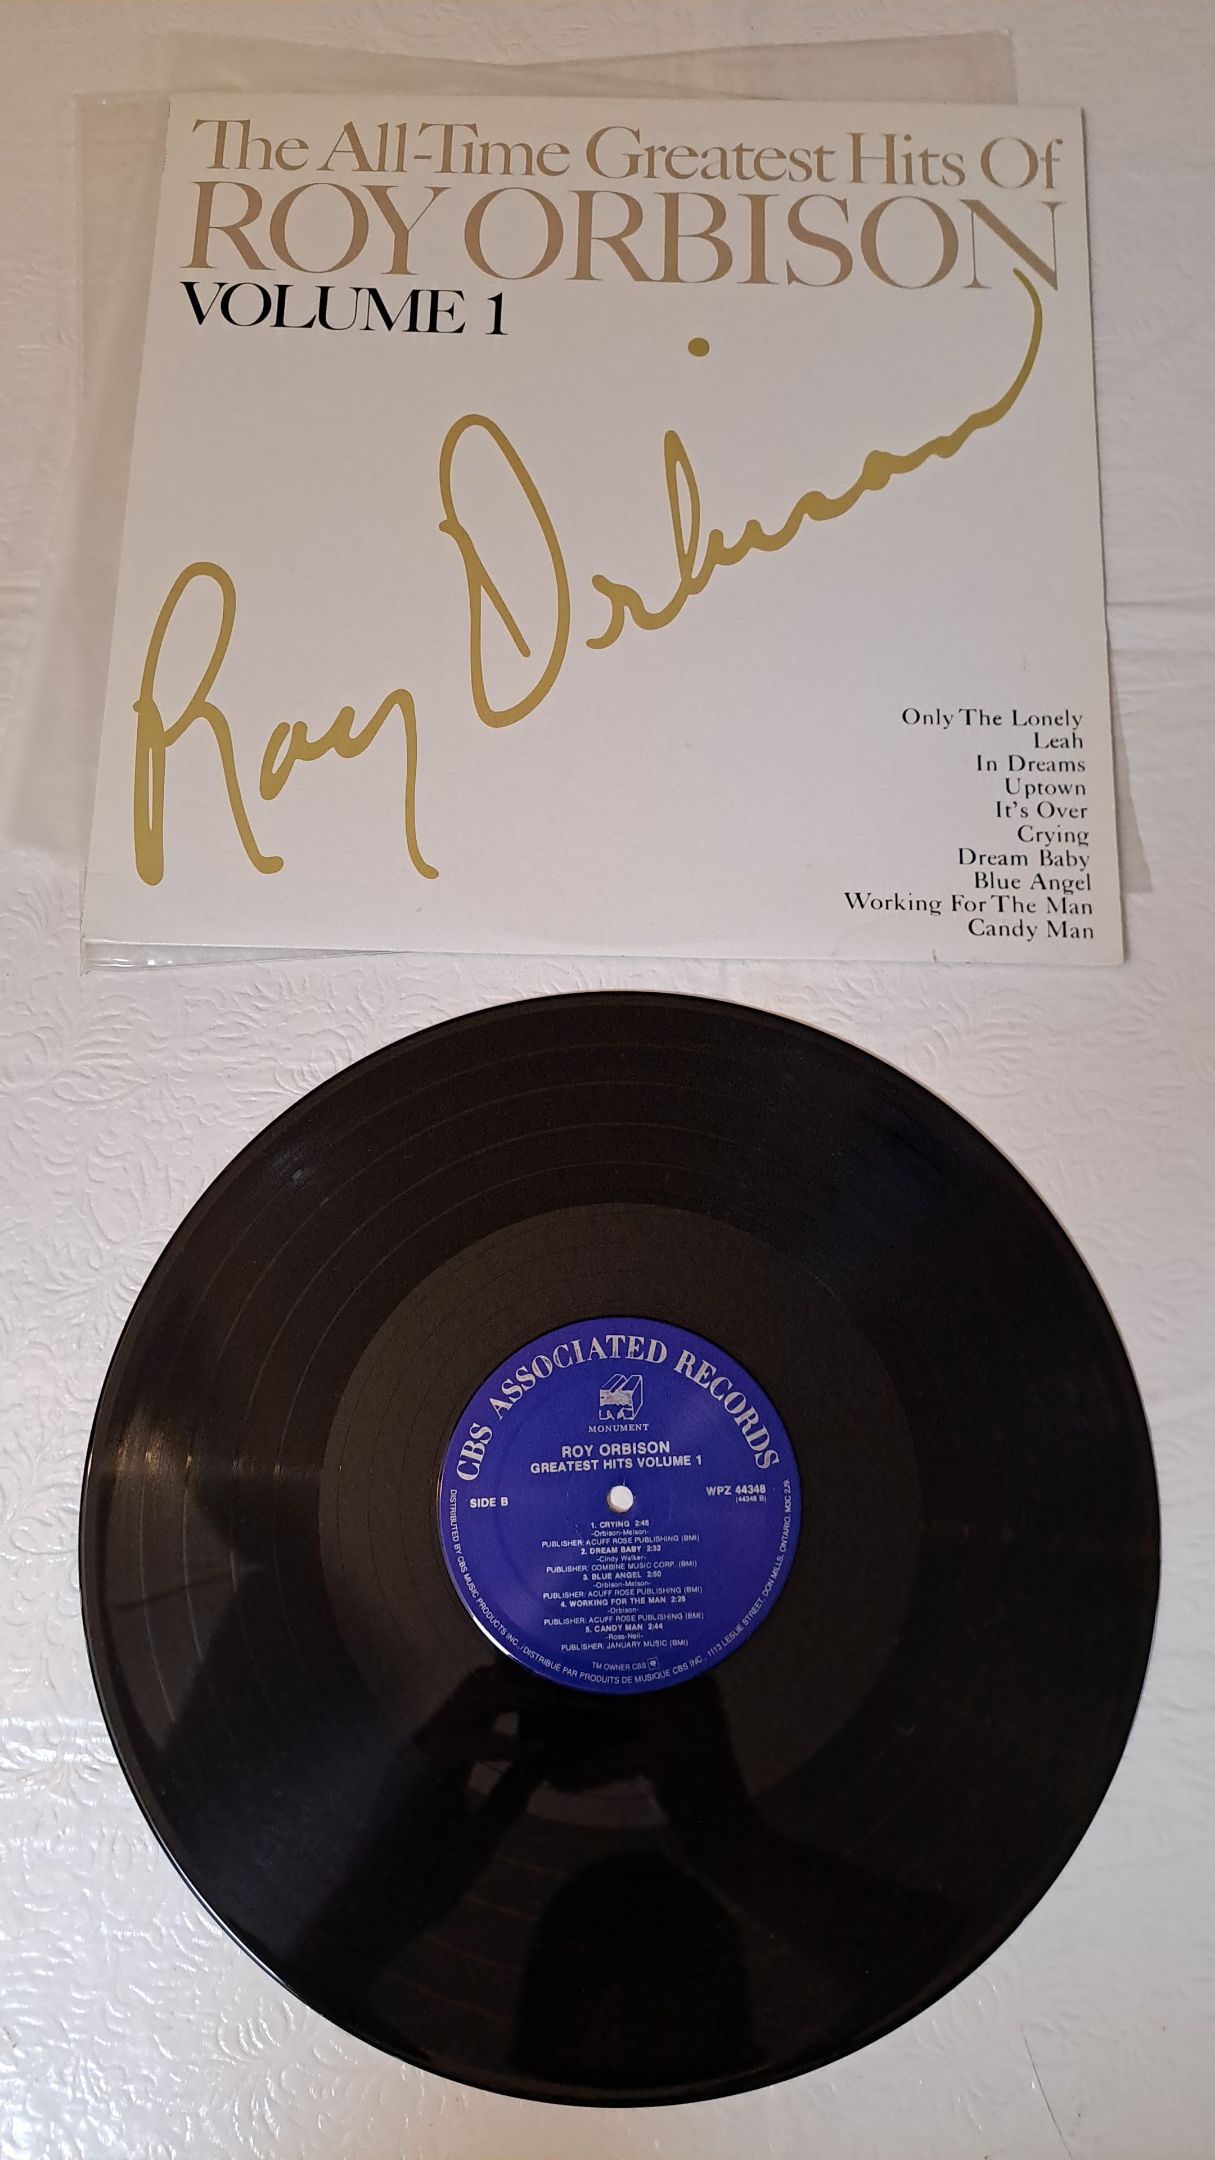 The All-Time Greatest Hits Of
ROY ORBISON
VOLUME 1
Roy Orbison
Only The Lonely
Leah
In Dreams
Uptown
It's Over
Crying
Dream Baby
Blue Angel
Working For The Man
Candy Man
CBS ASSOCIATED RECORDS
MONUMENT
ROY ORBISON
GREATEST HITS VOLUME 1
SIDE B
WPZ 44348
(44348 B)
1. CRYING 2:45
-Orbison-Melson-
PUBLISHER: ACUFF ROSE PUBLISHING (BMI)
2. DREAM BABY 2:32
-Cindy Walker-
PUBLISHER: COMBINE MUSIC CORP. (BMI)
3. BLUE ANGEL 2:50
-Orbison-Melson-
PUBLISHER: ACUFF ROSE PUBLISHING (BMI)
4. WORKING FOR THE MAN 2:26
-Orbison-
PUBLISHER: ACUFF ROSE PUBLISHING (BMI)
5. CANDY MAN 2:44
-Rose-Neil-
PUBLISHER: JANUARY MUSIC (BMI)
TM OWNER CBS
DISTRIBUTED BY CBS MUSIC PRODUCTS INC., /DISTRIBUÉ PAR PRODUITS DE MUSIQUE CBS INC., 1113 LESLIE STREET, DON MILLS, ONTARIO. M3C 2J9.